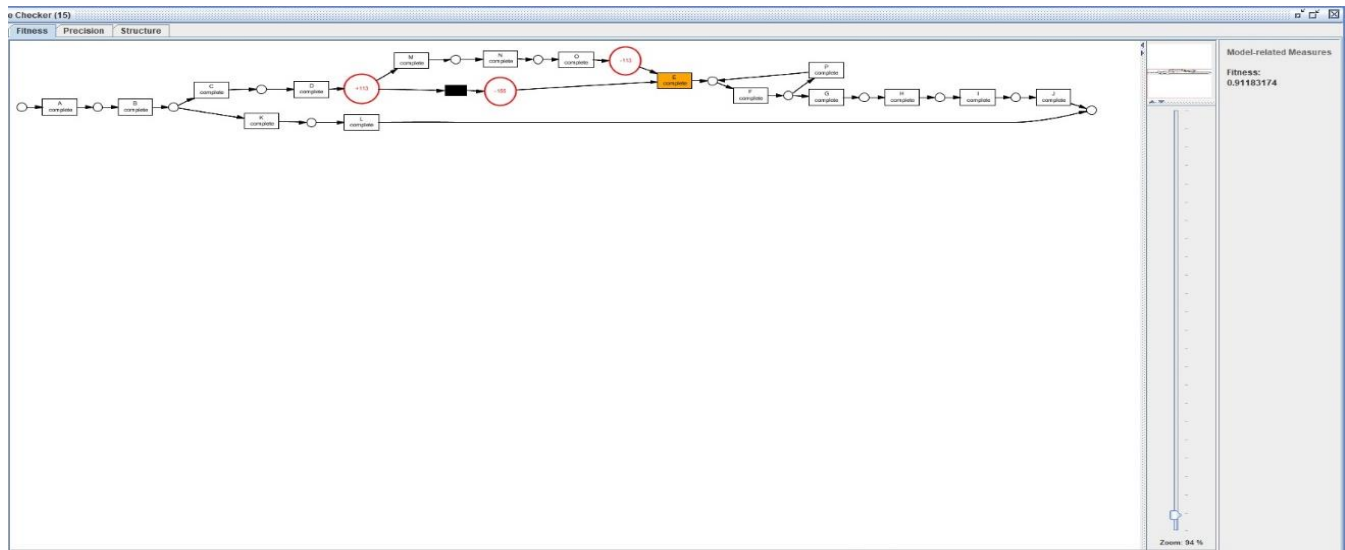 e Checker (15)
Fitness Precision Structure
Model-related Measures
Fitness:
0.91183174
M
complete
N
complete
O
complete
-113
E
complete
P
complete
C
complete
D
complete
+113
F
complete
G
complete
H
complete
I
complete
J
complete
A
complete
B
complete
K
complete
L
complete
Zoom: 94 %